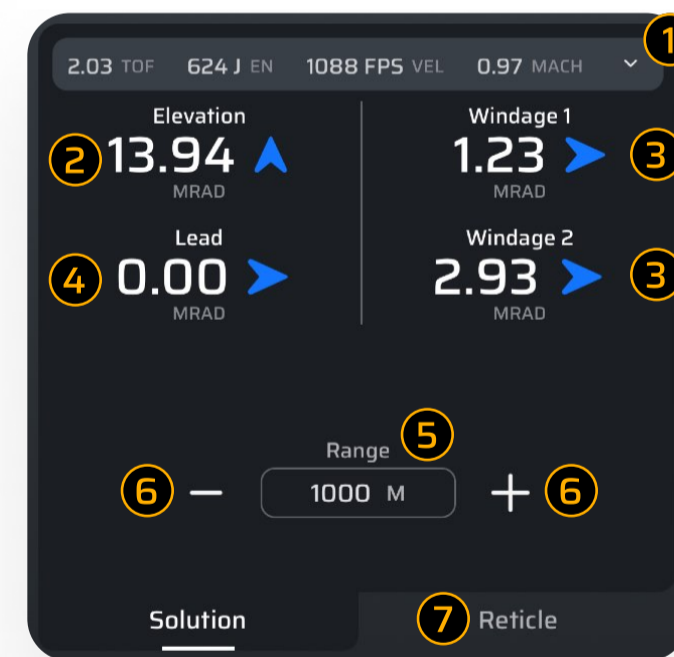 2.03 TOF 624 J EN 1088 FPS VEL 0.97 MACH 1
Elevation Windage 1
2 13.94 1.23 3
MRAD MRAD
Lead Windage 2
4 0.00 2.93 3
MRAD MRAD
Range 5
6 − 1000 M + 6
Solution 7 Reticle